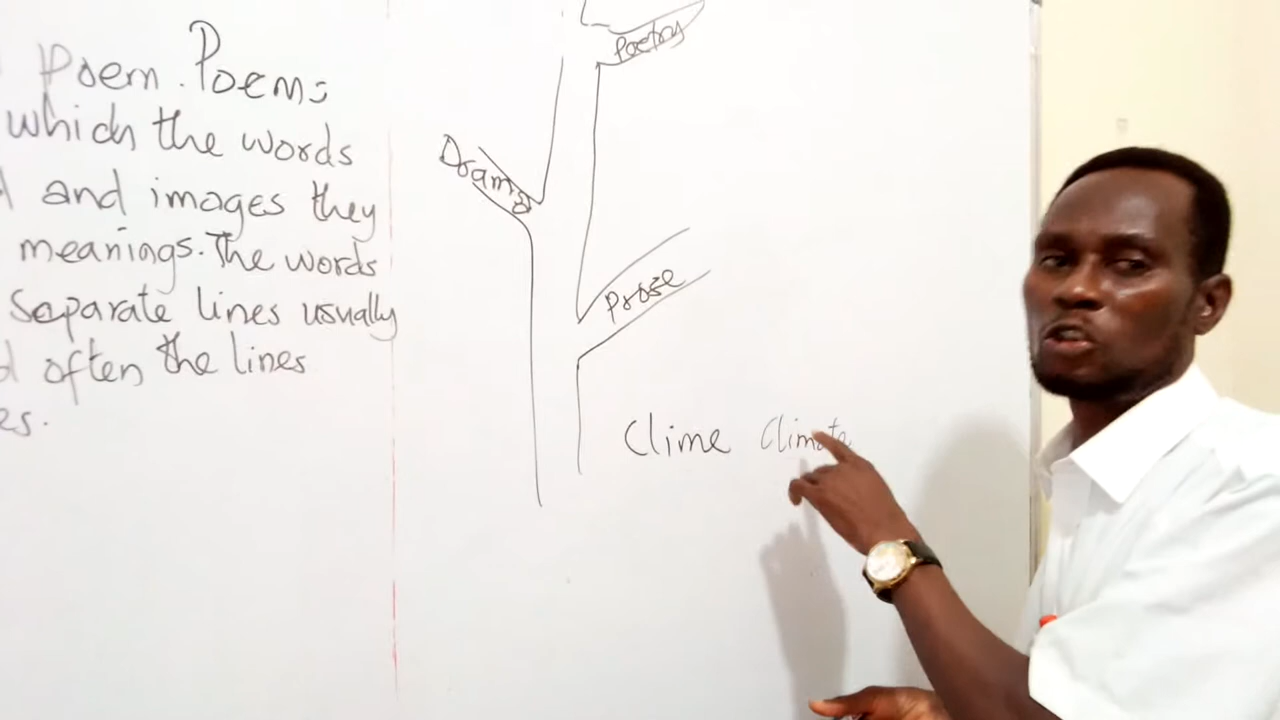 Poem. Poems
which the words
and images they
meanings. The words
separate lines usually
often the lines
Poetry
Drama
Prose
Clime Climate